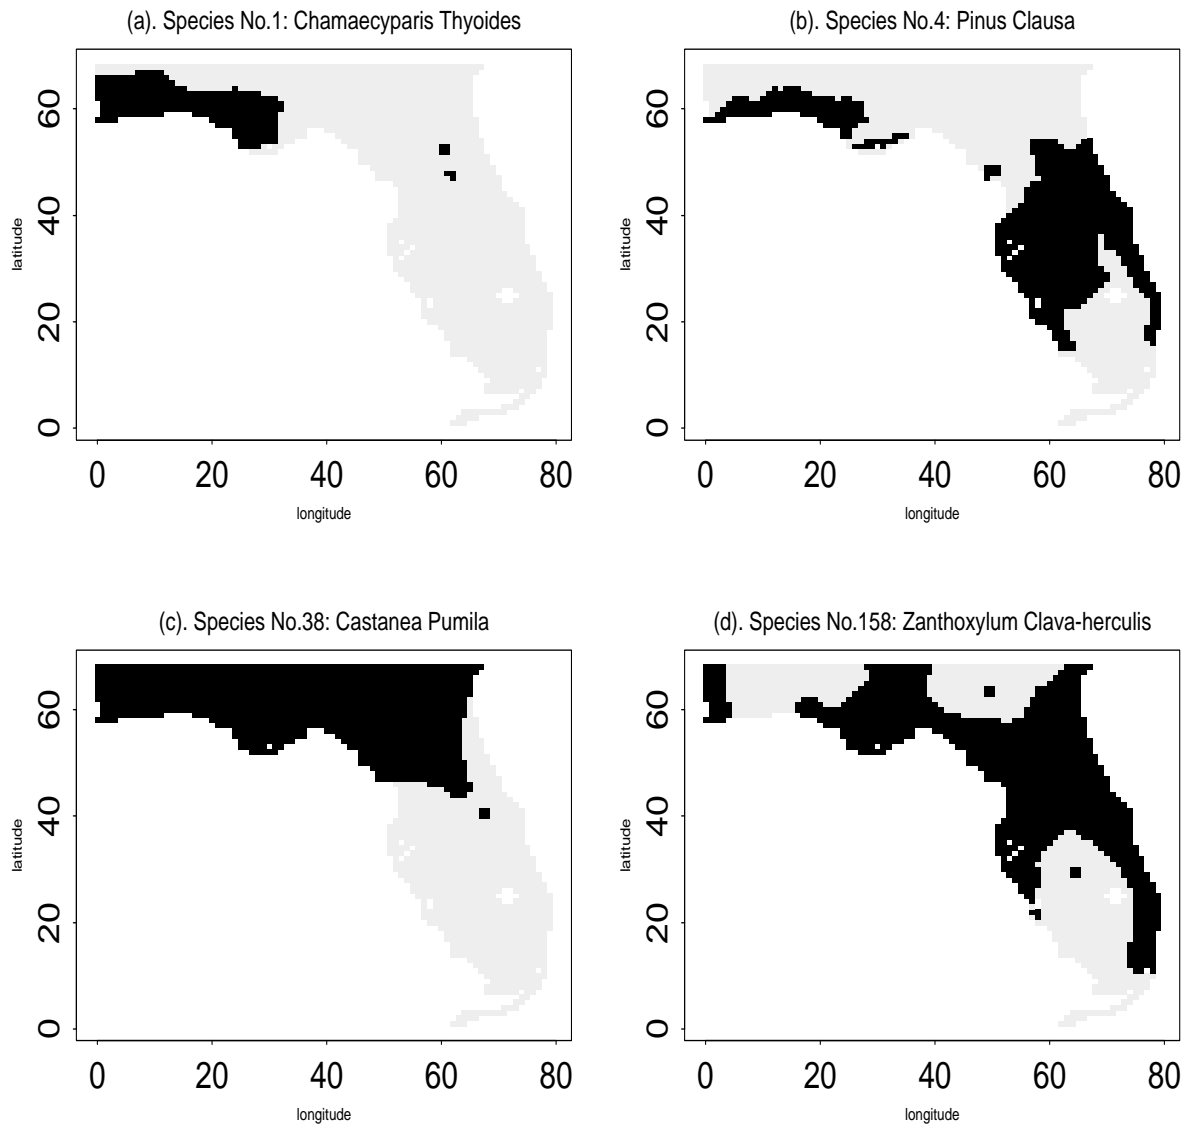 (a). Species No.1: Chamaecyparis Thyoides
latitude
0 20 40 60
0 20 40 60 80
longitude
(b). Species No.4: Pinus Clausa
latitude
0 20 40 60
0 20 40 60 80
longitude
(c). Species No.38: Castanea Pumila
latitude
0 20 40 60
0 20 40 60 80
longitude
(d). Species No.158: Zanthoxylum Clava-herculis
latitude
0 20 40 60
0 20 40 60 80
longitude